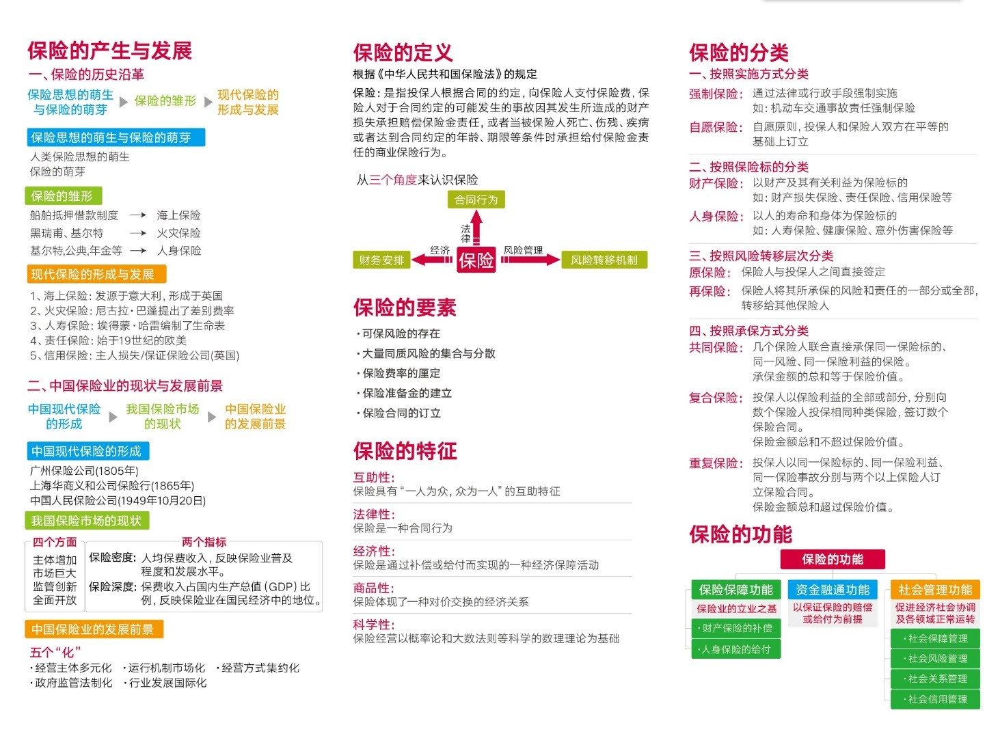 保险的产生与发展
一、保险的历史沿革
保险思想的萌生
与保险的萌芽
保险的雏形
现代保险的
形成与发展
保险思想的萌生与保险的萌芽
人类保险思想的萌生
保险的萌芽
保险的雏形
船舶抵押借款制度 → 海上保险
黑瑞甫、基尔特 → 火灾保险
基尔特,公典,年金等 → 人身保险
现代保险的形成与发展
1、海上保险：发源于意大利，形成于英国
2、火灾保险：尼古拉·巴蓬提出了差别费率
3、人寿保险：埃得蒙·哈雷编制了生命表
4、责任保险：始于19世纪的欧美
5、信用保险：主人损失/保证保险公司(英国)
二、中国保险业的现状与发展前景
中国现代保险
的形成
我国保险市场
的现状
中国保险业
的发展前景
中国现代保险的形成
广州保险公司(1805年)
上海华商义和公司保险行(1865年)
中国人民保险公司(1949年10月20日)
我国保险市场的现状
四个方面
主体增加
市场巨大
监管创新
全面开放
两个指标
保险密度：人均保费收入，反映保险业普及
程度和发展水平。
保险深度：保费收入占国内生产总值（GDP）比
例，反映保险业在国民经济中的地位。
中国保险业的发展前景
五个“化”
·经营主体多元化 ·运行机制市场化 ·经营方式集约化
·政府监管法制化 ·行业发展国际化
保险的定义
根据《中华人民共和国保险法》的规定
保险：是指投保人根据合同的约定，向保险人支付保险费，保
险人对于合同约定的可能发生的事故因其发生所造成的财产
损失承担赔偿保险金责任，或者当被保险人死亡、伤残、疾病
或者达到合同约定的年龄、期限等条件时承担给付保险金责
任的商业保险行为。
从三个角度来认识保险
合同行为
法律
经济
风险管理
财务安排
保险
风险转移机制
保险的要素
·可保风险的存在
·大量同质风险的集合与分散
·保险费率的厘定
·保险准备金的建立
·保险合同的订立
保险的特征
互助性：
保险具有“一人为众，众为一人”的互助特征
法律性：
保险是一种合同行为
经济性：
保险是通过补偿或给付而实现的一种经济保障活动
商品性：
保险体现了一种对价交换的经济关系
科学性：
保险经营以概率论和大数法则等科学的数理理论为基础
保险的分类
一、按照实施方式分类
强制保险：通过法律或行政手段强制实施
如：机动车交通事故责任强制保险
自愿保险：自愿原则，投保人和保险人双方在平等的
基础上订立
二、按照保险标的分类
财产保险：以财产及其有关利益为保险标的
如：财产损失保险、责任保险、信用保险等
人身保险：以人的寿命和身体为保险标的
如：人寿保险、健康保险、意外伤害保险等
三、按照风险转移层次分类
原保险：保险人与投保人之间直接签定
再保险：保险人将其所承保的风险和责任的一部分或全部，
转移给其他保险人
四、按照承保方式分类
共同保险：几个保险人联合直接承保同一保险标的、
同一风险、同一保险利益的保险。
承保金额的总和等于保险价值。
复合保险：投保人以保险利益的全部或部分，分别向
数个保险人投保相同种类保险，签订数个
保险合同。
保险金额总和不超过保险价值。
重复保险：投保人以同一保险标的、同一保险利益、
同一保险事故分别与两个以上保险人订
立保险合同。
保险金额总和超过保险价值。
保险的功能
保险的功能
保险保障功能
保险业的立业之基
·财产保险的补偿
·人身保险的给付
资金融通功能
以保证保险的赔偿
或给付为前提
社会管理功能
促进经济社会协调
及各领域正常运转
·社会保障管理
·社会风险管理
·社会关系管理
·社会信用管理